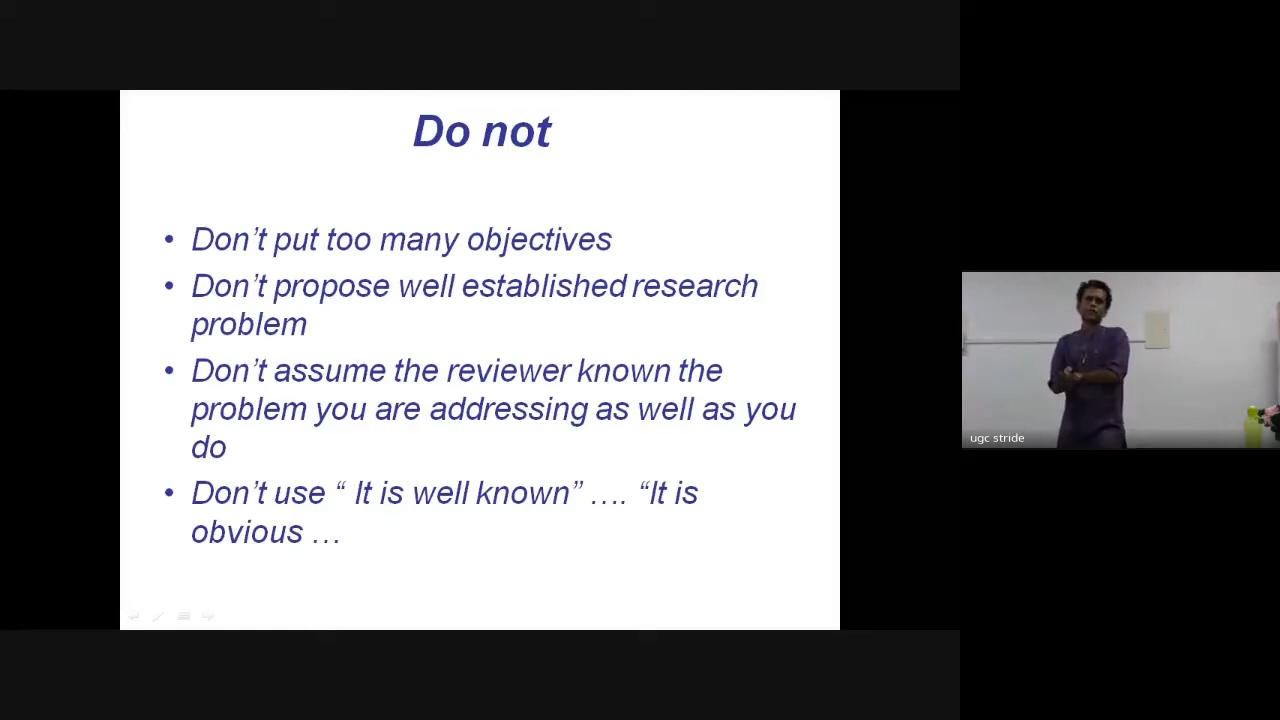 Do not
• Don’t put too many objectives
• Don’t propose well established research
problem
• Don’t assume the reviewer known the
problem you are addressing as well as you
do
• Don’t use “ It is well known” …. “It is
obvious …
ugc stride